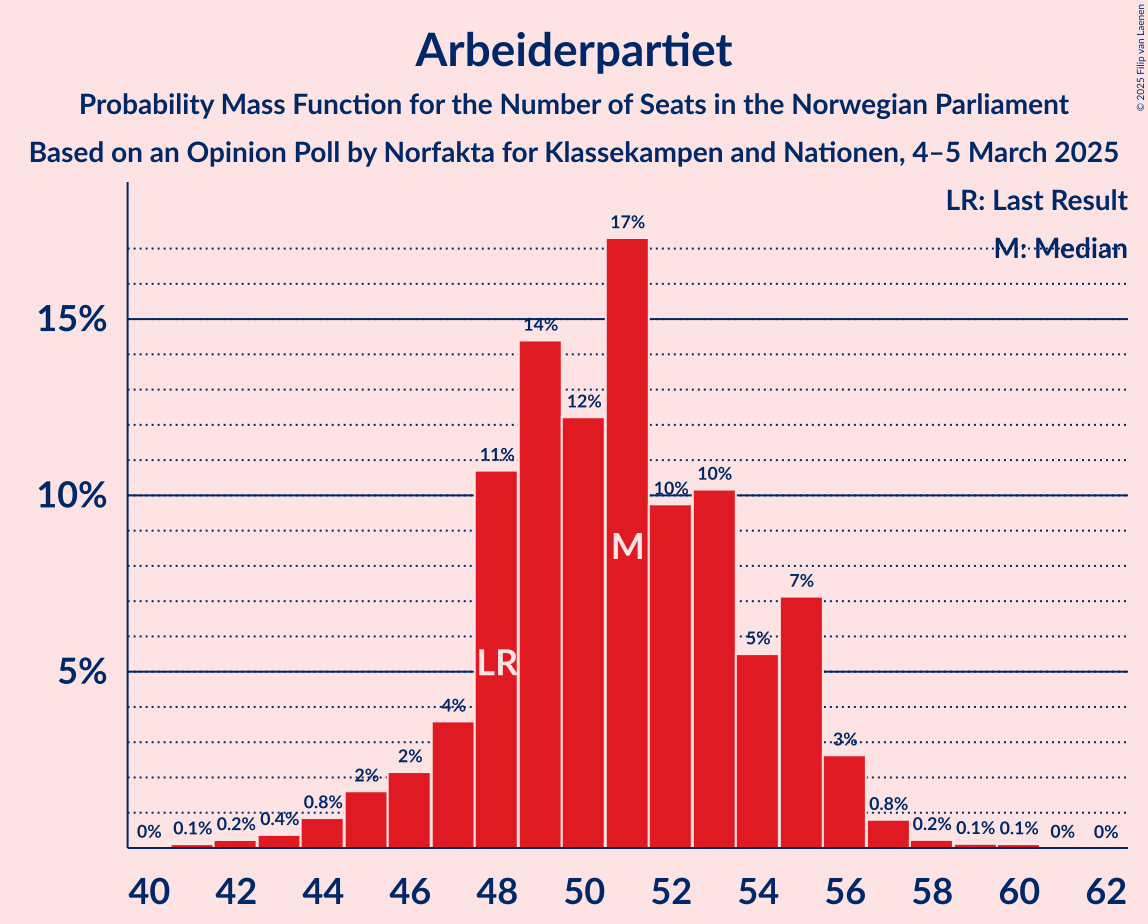 Arbeiderpartiet
Probability Mass Function for the Number of Seats in the Norwegian Parliament
Based on an Opinion Poll by Norfakta for Klassekampen and Nationen, 4–5 March 2025
© 2025 Filip van Laenen
LR: Last Result
M: Median
15%
10%
5%
0%
0.1%
0.2%
0.4%
0.8%
2%
2%
4%
11%
14%
12%
17%
10%
10%
5%
7%
3%
0.8%
0.2%
0.1%
0.1%
0%
0%
LR
M
40 42 44 46 48 50 52 54 56 58 60 62